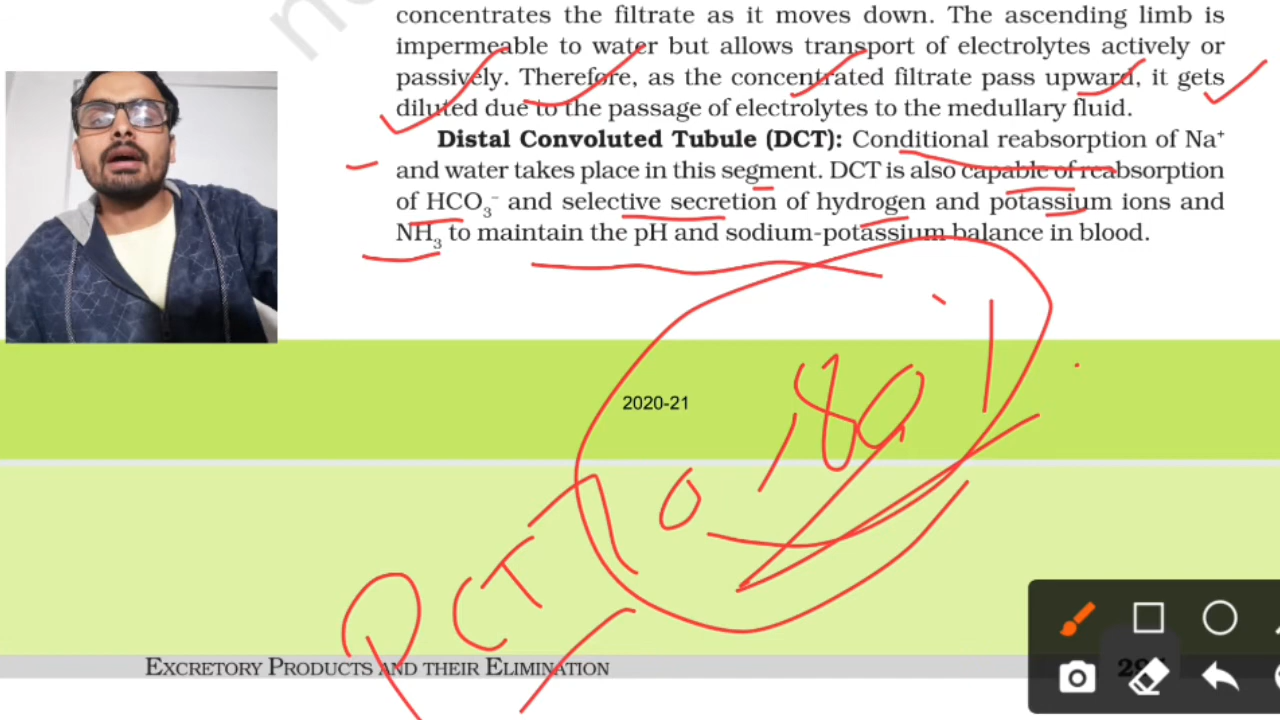 concentrates the filtrate as it moves down. The ascending limb is
impermeable to water but allows transport of electrolytes actively or
passively. Therefore, as the concentrated filtrate pass upward, it gets
diluted due to the passage of electrolytes to the medullary fluid.
Distal Convoluted Tubule (DCT): Conditional reabsorption of Na⁺
and water takes place in this segment. DCT is also capable of reabsorption
of HCO₃⁻ and selective secretion of hydrogen and potassium ions and
NH₃ to maintain the pH and sodium-potassium balance in blood.
2020-21
PCT
EXCRETORY PRODUCTS AND THEIR ELIMINATION